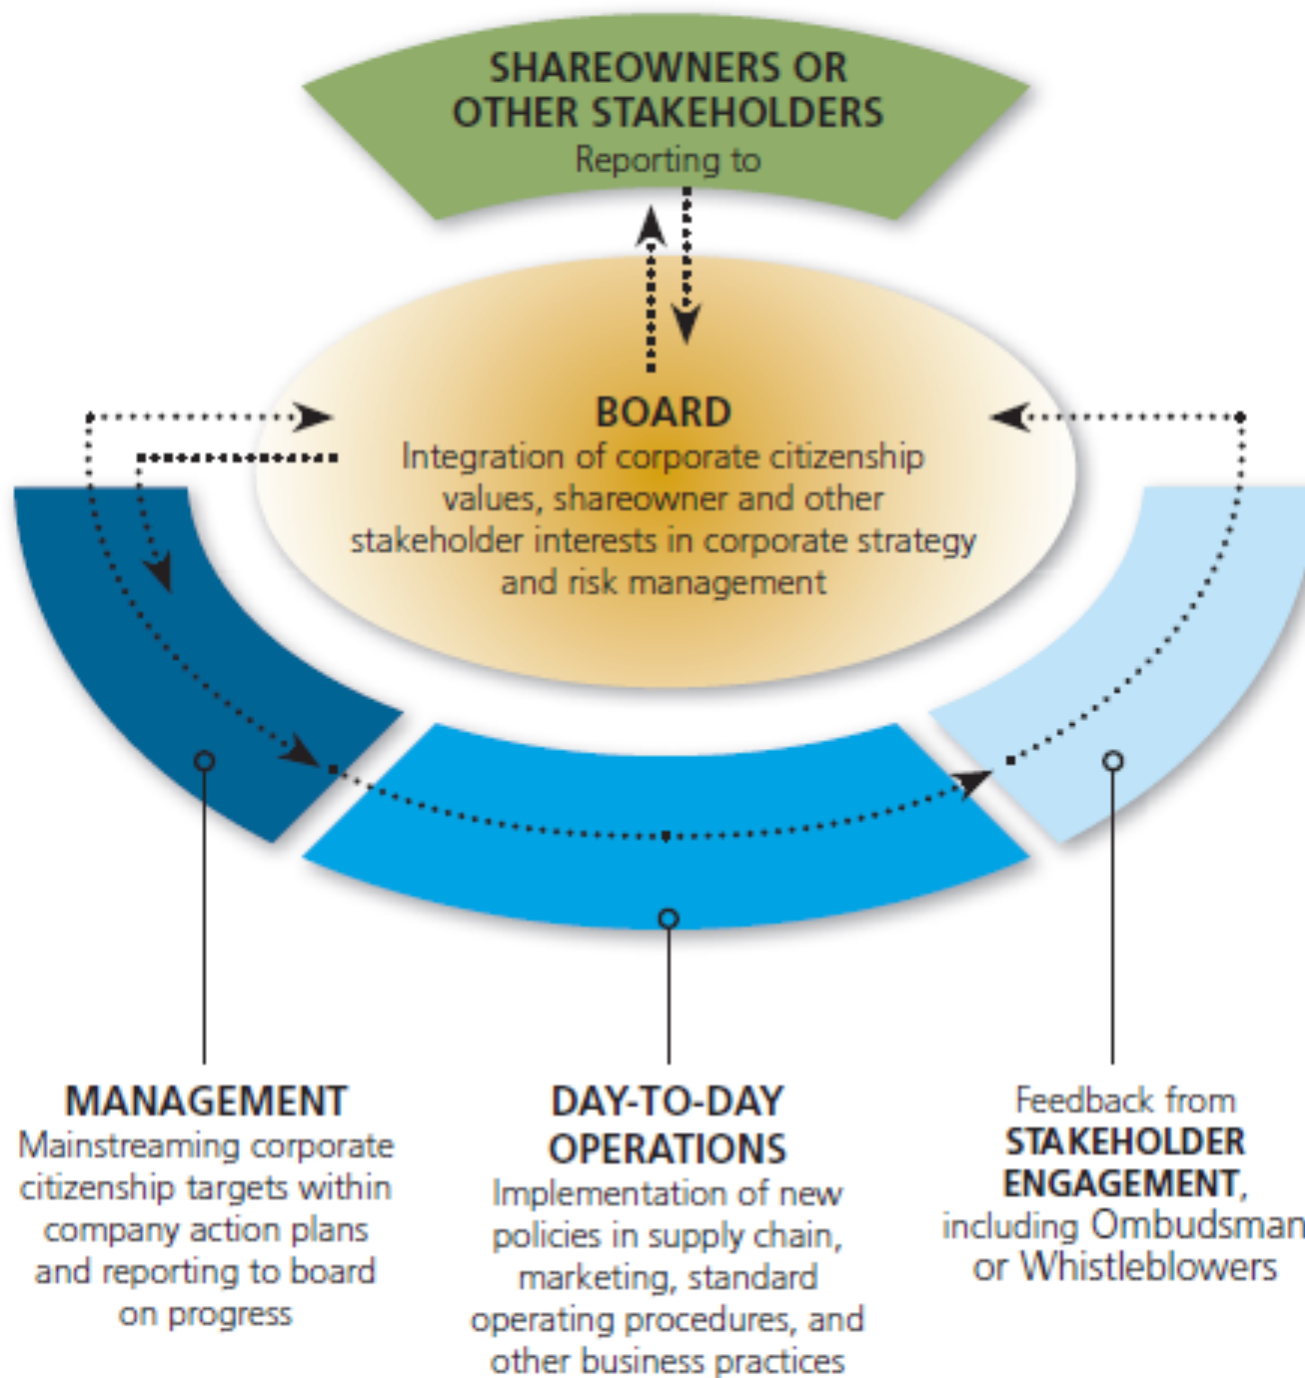 SHAREOWNERS OR
OTHER STAKEHOLDERS
Reporting to
BOARD
Integration of corporate citizenship
values, shareowner and other
stakeholder interests in corporate strategy
and risk management
MANAGEMENT
Mainstreaming corporate
citizenship targets within
company action plans
and reporting to board
on progress
DAY-TO-DAY
OPERATIONS
Implementation of new
policies in supply chain,
marketing, standard
operating procedures, and
other business practices
Feedback from
STAKEHOLDER
ENGAGEMENT,
including Ombudsman
or Whistleblowers